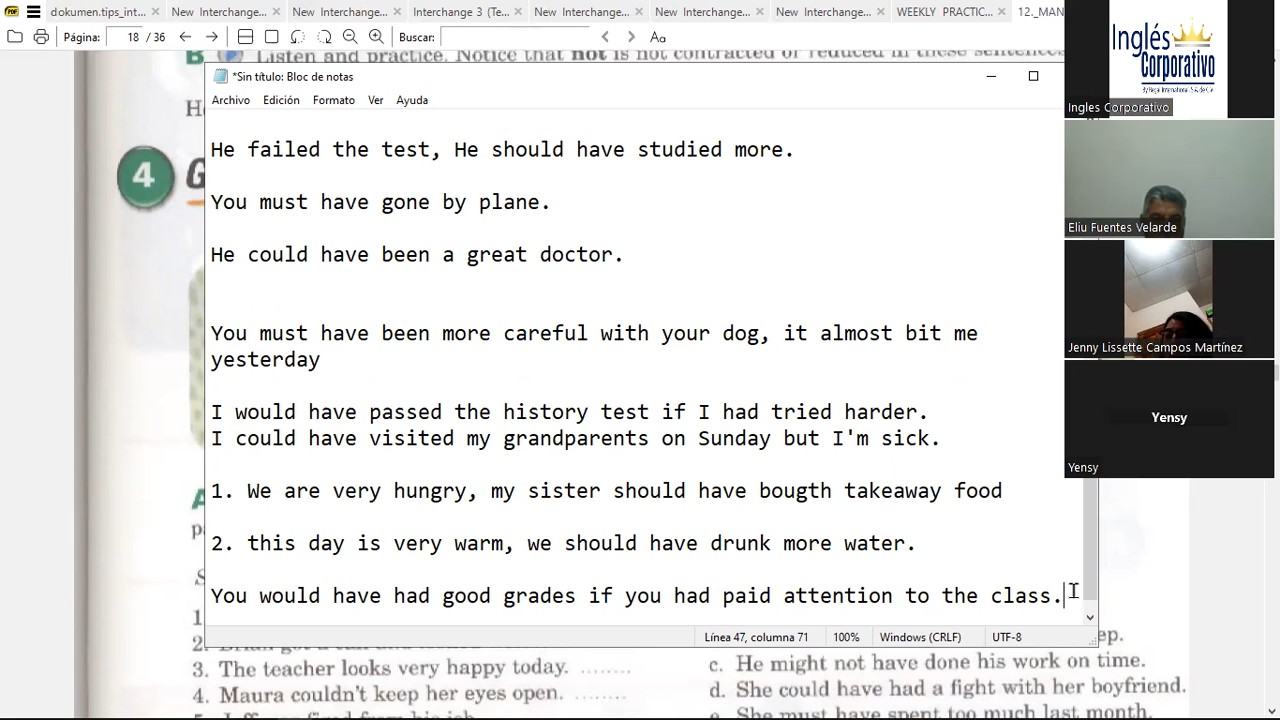 dokumen.tips_int...
New Interchange...
New Interchange...
Interchange 3 (Te...
New Interchange...
New Interchange...
New Interchange...
WEEKLY PRACTIC...
12._MAN
Página:
18 / 36
Buscar:
Aa
B
Listen and practice. Notice that not is not contracted or reduced in these sentences
He
4
G
*Sin título: Bloc de notas
Archivo
Edición
Formato
Ver
Ayuda
He failed the test, He should have studied more.
You must have gone by plane.
He could have been a great doctor.
You must have been more careful with your dog, it almost bit me
yesterday
I would have passed the history test if I had tried harder.
I could have visited my grandparents on Sunday but I'm sick.
1. We are very hungry, my sister should have bougth takeaway food
2. this day is very warm, we should have drunk more water.
You would have had good grades if you had paid attention to the class.
Línea 47, columna 71
100%
Windows (CRLF)
UTF-8
A
pa
S
1
2.
3. The teacher looks very happy today. ........
4. Maura couldn't keep her eyes open. ........
ep.
c. He might not have done his work on time.
d. She could have had a fight with her boyfriend.
e. She must have spent too much last month.
Inglés
Corporativo
By Regal International, S.A. de C.V.
Ingles Corporativo
Eliu Fuentes Velarde
Jenny Lissette Campos Martínez
Yensy
Yensy